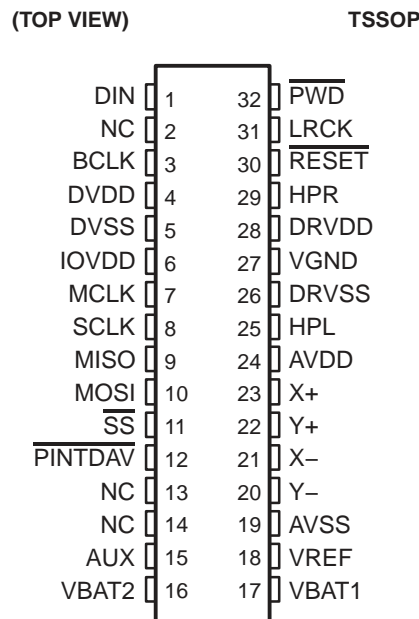 (TOP VIEW) TSSOP
DIN 1 32 PWD
NC 2 31 LRCK
BCLK 3 30 RESET
DVDD 4 29 HPR
DVSS 5 28 DRVDD
IOVDD 6 27 VGND
MCLK 7 26 DRVSS
SCLK 8 25 HPL
MISO 9 24 AVDD
MOSI 10 23 X+
SS 11 22 Y+
PINTDAV 12 21 X−
NC 13 20 Y−
NC 14 19 AVSS
AUX 15 18 VREF
VBAT2 16 17 VBAT1